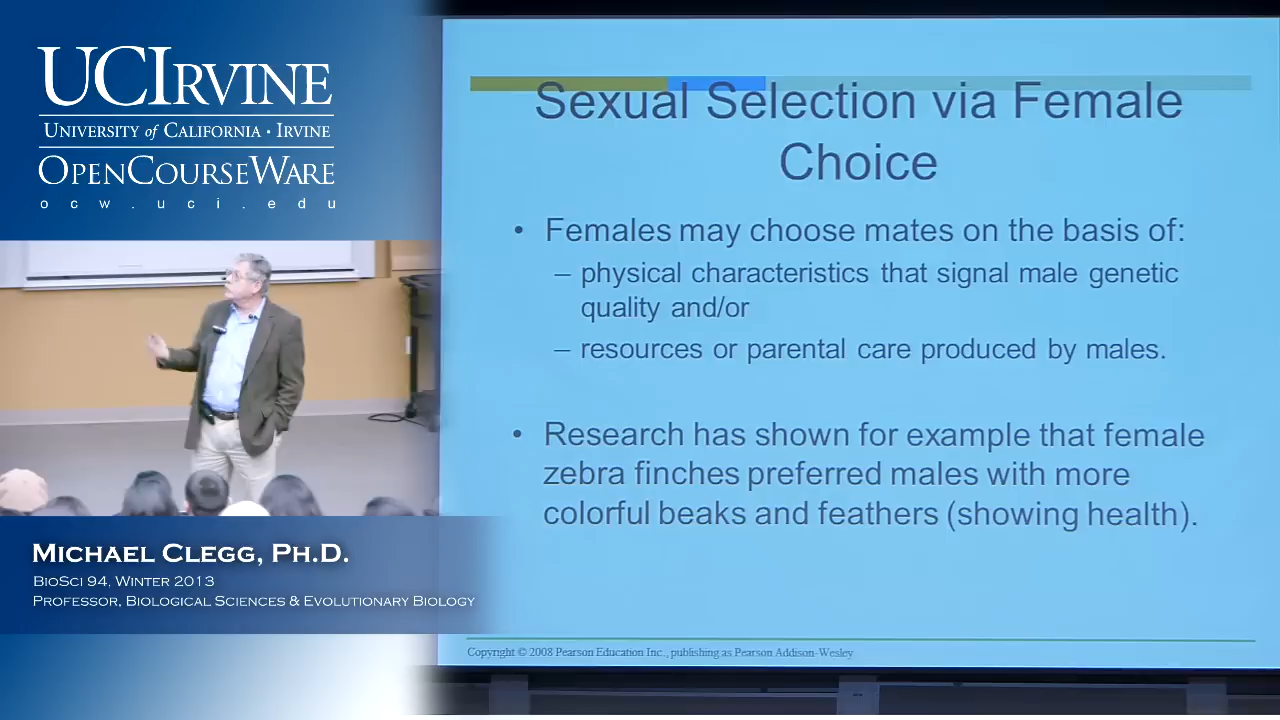 UCIRVINE
UNIVERSITY of CALIFORNIA · IRVINE
OPENCOURSEWARE
ocw.uci.edu
MICHAEL CLEGG, PH.D.
BIOSCI 94, WINTER 2013
PROFESSOR, BIOLOGICAL SCIENCES & EVOLUTIONARY BIOLOGY
Sexual Selection via Female
Choice
• Females may choose mates on the basis of:
– physical characteristics that signal male genetic
quality and/or
– resources or parental care produced by males.
• Research has shown for example that female
zebra finches preferred males with more
colorful beaks and feathers (showing health).
Copyright © 2008 Pearson Education Inc., publishing as Pearson Addison-Wesley